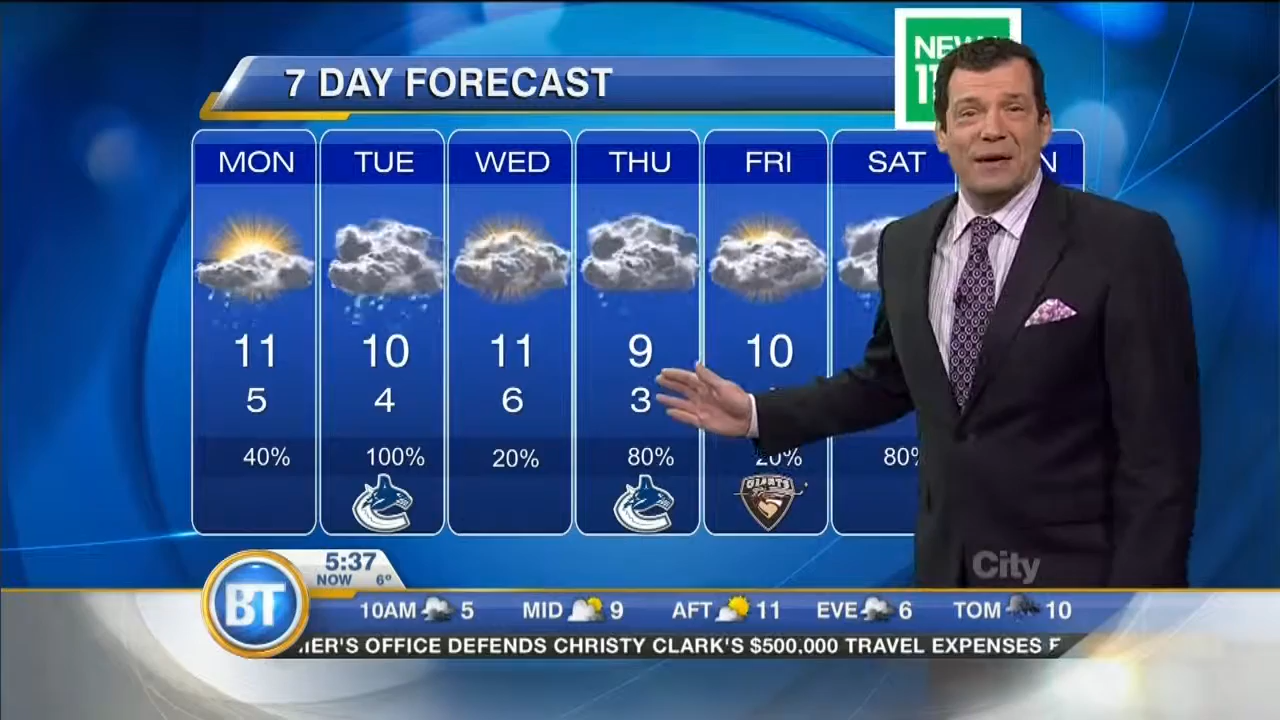 NEW
7 DAY FORECAST
MON TUE WED THU FRI SAT
11 10 11 9 10
5 4 6 3
40% 100% 20% 80% 20% 80%
GIANTS
City
5:37
NOW 6°
BT
10AM 5 MID 9 AFT 11 EVE 6 TOM 10
OFFICE DEFENDS CHRISTY CLARK'S $500,000 TRAVEL EXPENSES